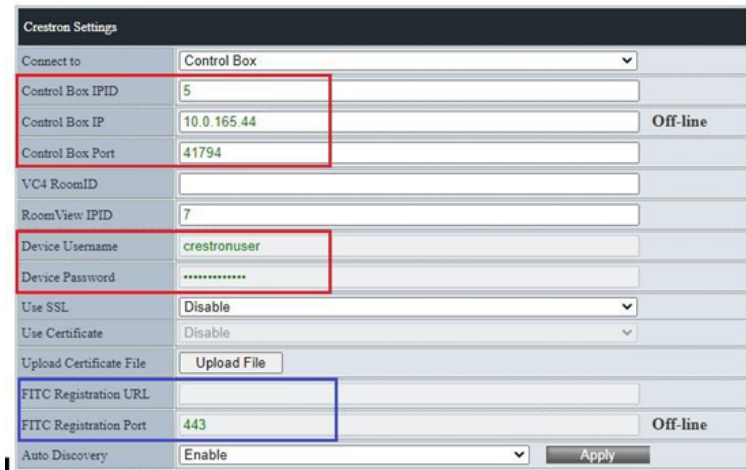 Crestron Settings
Connect to Control Box
Control Box IPID 5
Control Box IP 10.0.165.44 Off-line
Control Box Port 41794
VC4 RoomID
RoomView IPID 7
Device Username crestronuser
Device Password •••••••••••••
Use SSL Disable
Use Certificate Disable
Upload Certificate File Upload File
FITC Registration URL
FITC Registration Port 443 Off-line
Auto Discovery Enable Apply